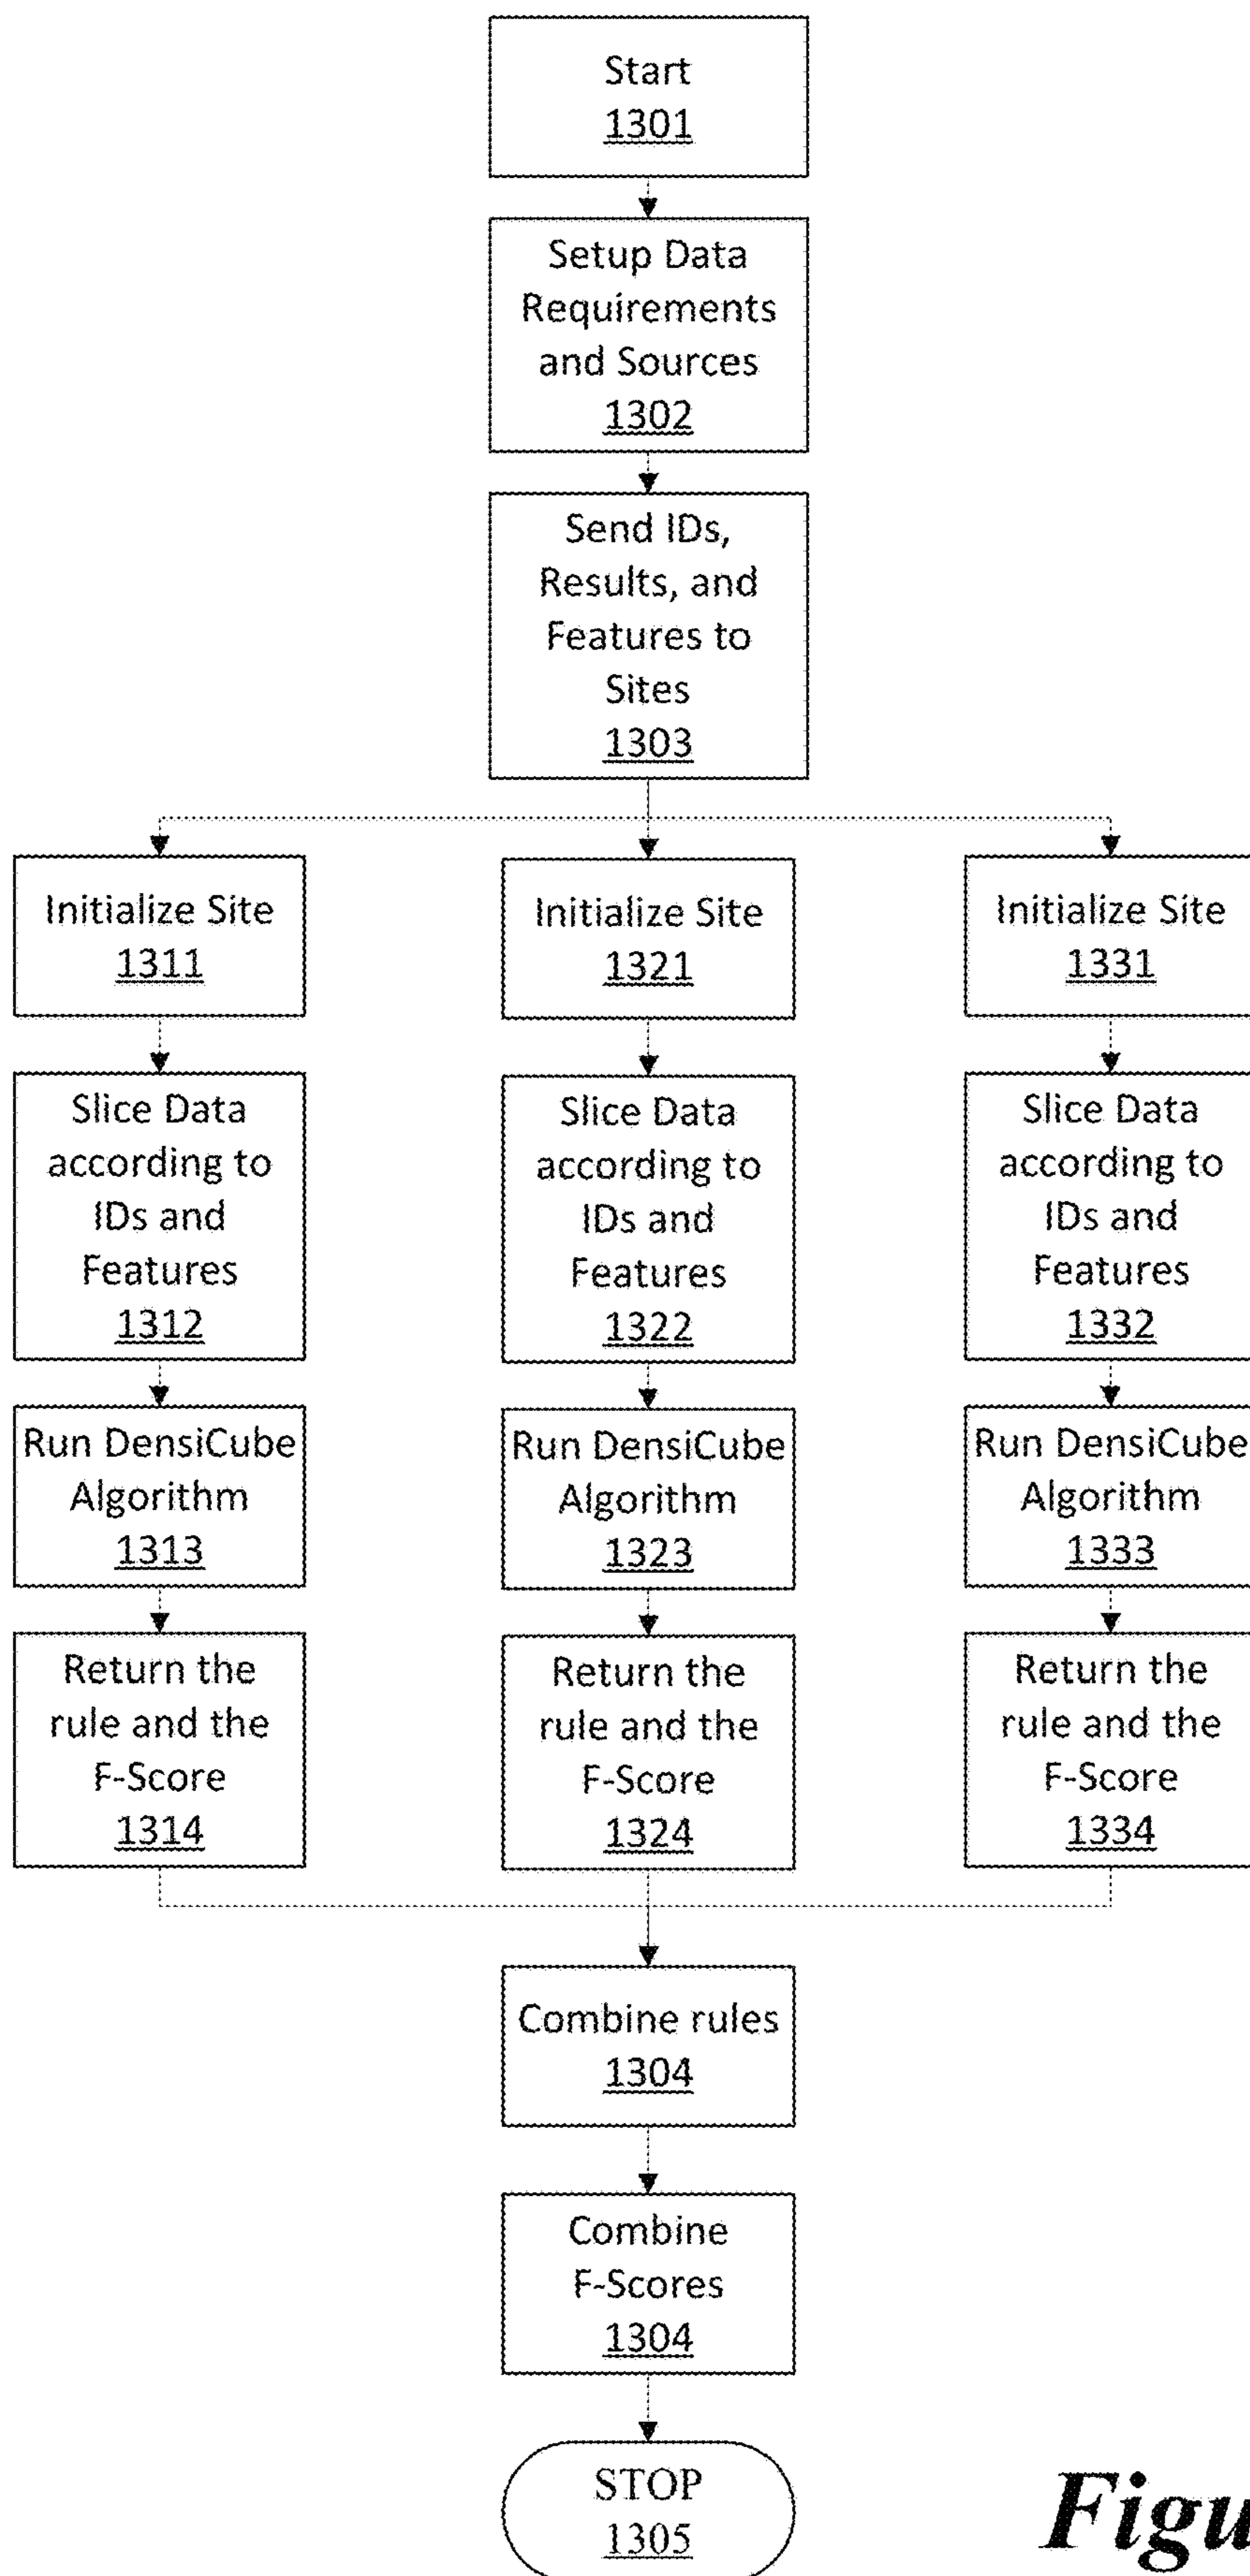 Start
1301
Setup Data
Requirements
and Sources
1302
Send IDs,
Results, and
Features to
Sites
1303
Initialize Site
1311
Slice Data
according to
IDs and
Features
1312
Run DensiCube
Algorithm
1313
Return the
rule and the
F-Score
1314
Initialize Site
1321
Slice Data
according to
IDs and
Features
1322
Run DensiCube
Algorithm
1323
Return the
rule and the
F-Score
1324
Initialize Site
1331
Slice Data
according to
IDs and
Features
1332
Run DensiCube
Algorithm
1333
Return the
rule and the
F-Score
1334
Combine rules
1304
Combine
F-Scores
1304
STOP
1305
Figu